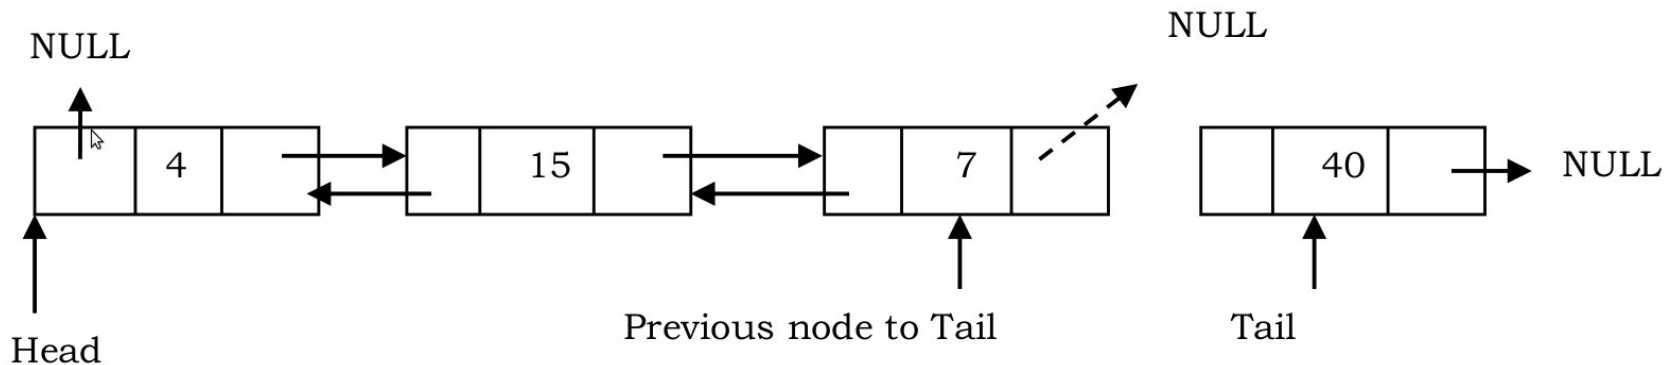 NULL
NULL
4
15
7
40
NULL
Previous node to Tail
Tail
Head